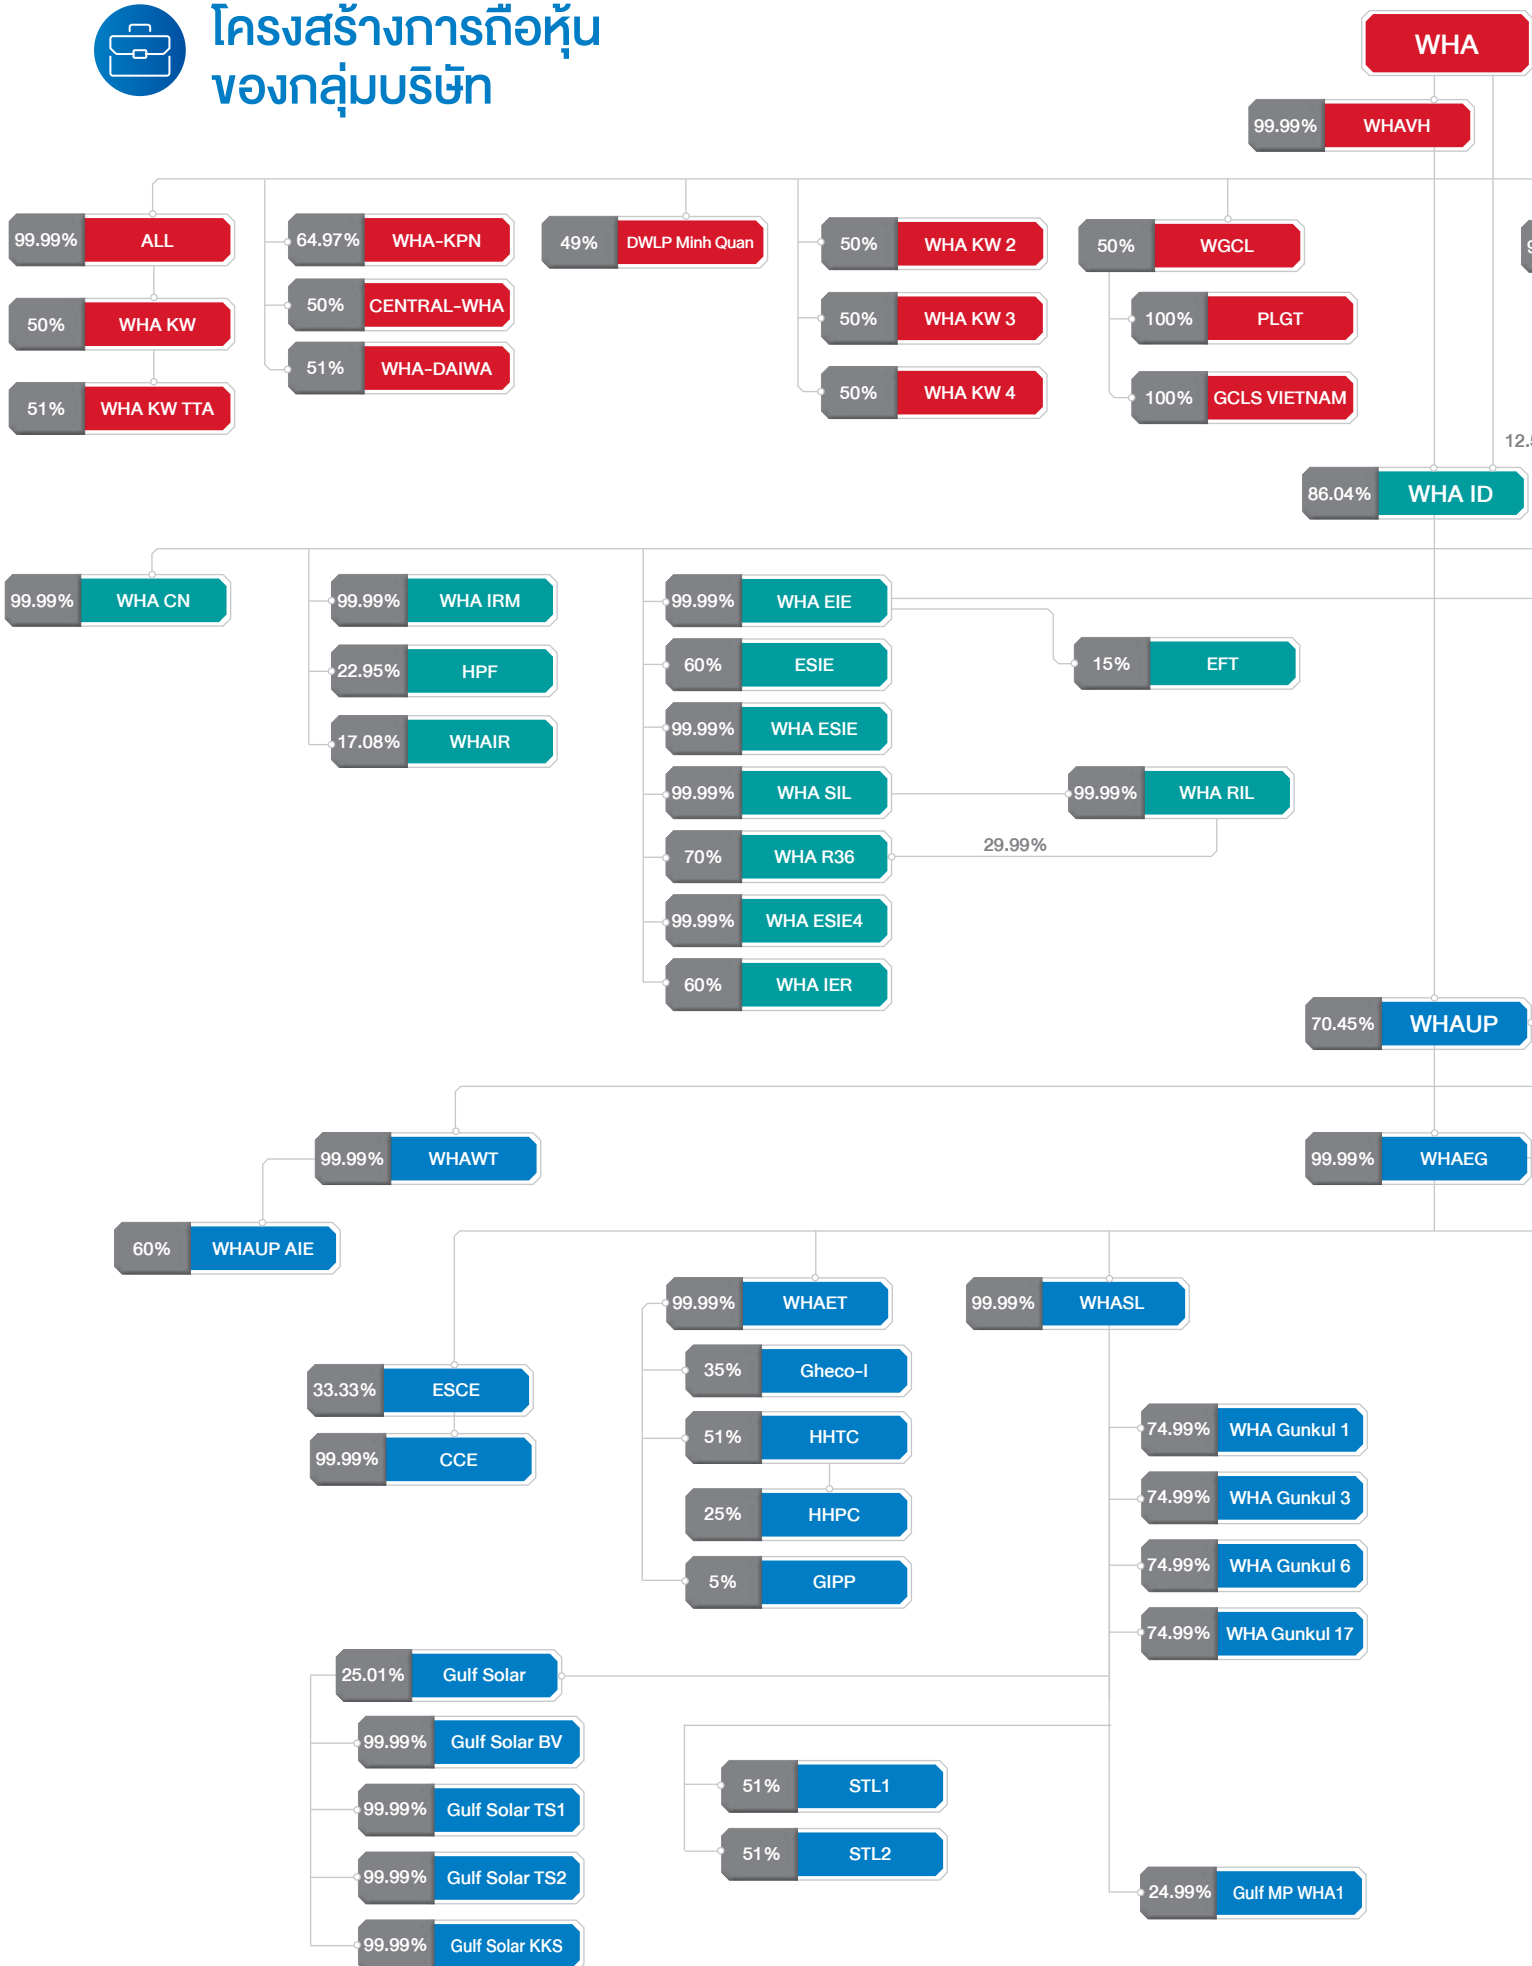 โครงสร้างการถือหุ้น
ของกลุ่มบริษัท
WHA
99.99% WHAVH
99.99% ALL
50% WHA KW
51% WHA KW TTA
64.97% WHA-KPN
50% CENTRAL-WHA
51% WHA-DAIWA
49% DWLP Minh Quan
50% WHA KW 2
50% WHA KW 3
50% WHA KW 4
50% WGCL
100% PLGT
100% GCLS VIETNAM
86.04% WHA ID
99.99% WHA CN
99.99% WHA IRM
22.95% HPF
17.08% WHAIR
99.99% WHA EIE
60% ESIE
99.99% WHA ESIE
99.99% WHA SIL
70% WHA R36
99.99% WHA ESIE4
60% WHA IER
15% EFT
99.99% WHA RIL
29.99%
70.45% WHAUP
99.99% WHAWT
60% WHAUP AIE
99.99% WHAEG
33.33% ESCE
99.99% CCE
99.99% WHAET
35% Gheco-I
51% HHTC
25% HHPC
5% GIPP
99.99% WHASL
74.99% WHA Gunkul 1
74.99% WHA Gunkul 3
74.99% WHA Gunkul 6
74.99% WHA Gunkul 17
25.01% Gulf Solar
99.99% Gulf Solar BV
99.99% Gulf Solar TS1
99.99% Gulf Solar TS2
99.99% Gulf Solar KKS
51% STL1
51% STL2
24.99% Gulf MP WHA1